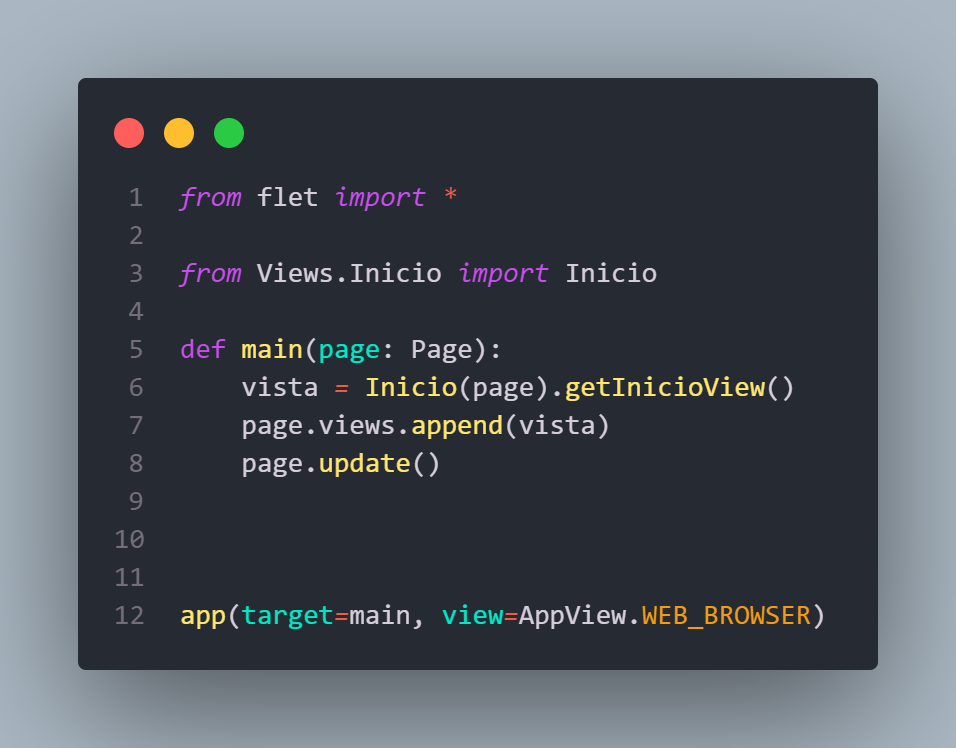 1 from flet import *
2
3 from Views.Inicio import Inicio
4
5 def main(page: Page):
6     vista = Inicio(page).getInicioView()
7     page.views.append(vista)
8     page.update()
9
10
11
12 app(target=main, view=AppView.WEB_BROWSER)